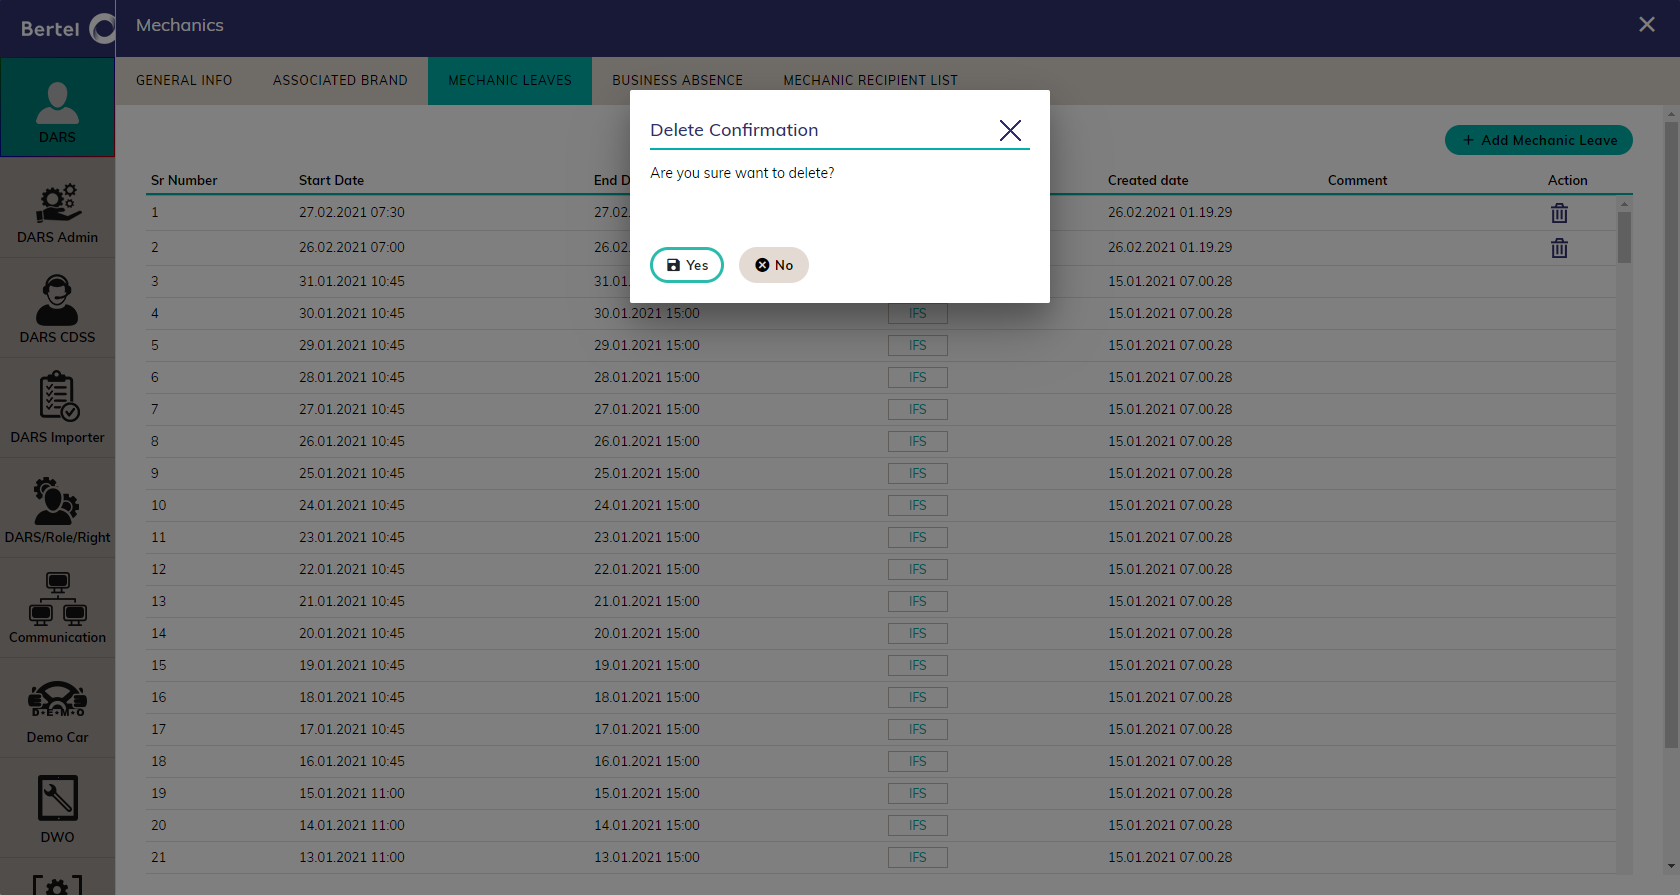 Bertel
Mechanics
GENERAL INFO ASSOCIATED BRAND MECHANIC LEAVES BUSINESS ABSENCE MECHANIC RECIPIENT LIST
DARS
DARS Admin
DARS CDSS
DARS Importer
DARS/Role/Right
Communication
D•E•M•O
Demo Car
DWO
Delete Confirmation
Are you sure want to delete?
Yes No
+ Add Mechanic Leave
Sr Number Start Date End D Created date Comment Action
1 27.02.2021 07:30 27.02. 26.02.2021 01.19.29
2 26.02.2021 07:00 26.02. 26.02.2021 01.19.29
3 31.01.2021 10:45 31.01. 15.01.2021 07.00.28
4 30.01.2021 10:45 30.01.2021 15:00 IFS 15.01.2021 07.00.28
5 29.01.2021 10:45 29.01.2021 15:00 IFS 15.01.2021 07.00.28
6 28.01.2021 10:45 28.01.2021 15:00 IFS 15.01.2021 07.00.28
7 27.01.2021 10:45 27.01.2021 15:00 IFS 15.01.2021 07.00.28
8 26.01.2021 10:45 26.01.2021 15:00 IFS 15.01.2021 07.00.28
9 25.01.2021 10:45 25.01.2021 15:00 IFS 15.01.2021 07.00.28
10 24.01.2021 10:45 24.01.2021 15:00 IFS 15.01.2021 07.00.28
11 23.01.2021 10:45 23.01.2021 15:00 IFS 15.01.2021 07.00.28
12 22.01.2021 10:45 22.01.2021 15:00 IFS 15.01.2021 07.00.28
13 21.01.2021 10:45 21.01.2021 15:00 IFS 15.01.2021 07.00.28
14 20.01.2021 10:45 20.01.2021 15:00 IFS 15.01.2021 07.00.28
15 19.01.2021 10:45 19.01.2021 15:00 IFS 15.01.2021 07.00.28
16 18.01.2021 10:45 18.01.2021 15:00 IFS 15.01.2021 07.00.28
17 17.01.2021 10:45 17.01.2021 15:00 IFS 15.01.2021 07.00.28
18 16.01.2021 10:45 16.01.2021 15:00 IFS 15.01.2021 07.00.28
19 15.01.2021 11:00 15.01.2021 15:00 IFS 15.01.2021 07.00.28
20 14.01.2021 11:00 14.01.2021 15:00 IFS 15.01.2021 07.00.28
21 13.01.2021 11:00 13.01.2021 15:00 IFS 15.01.2021 07.00.28